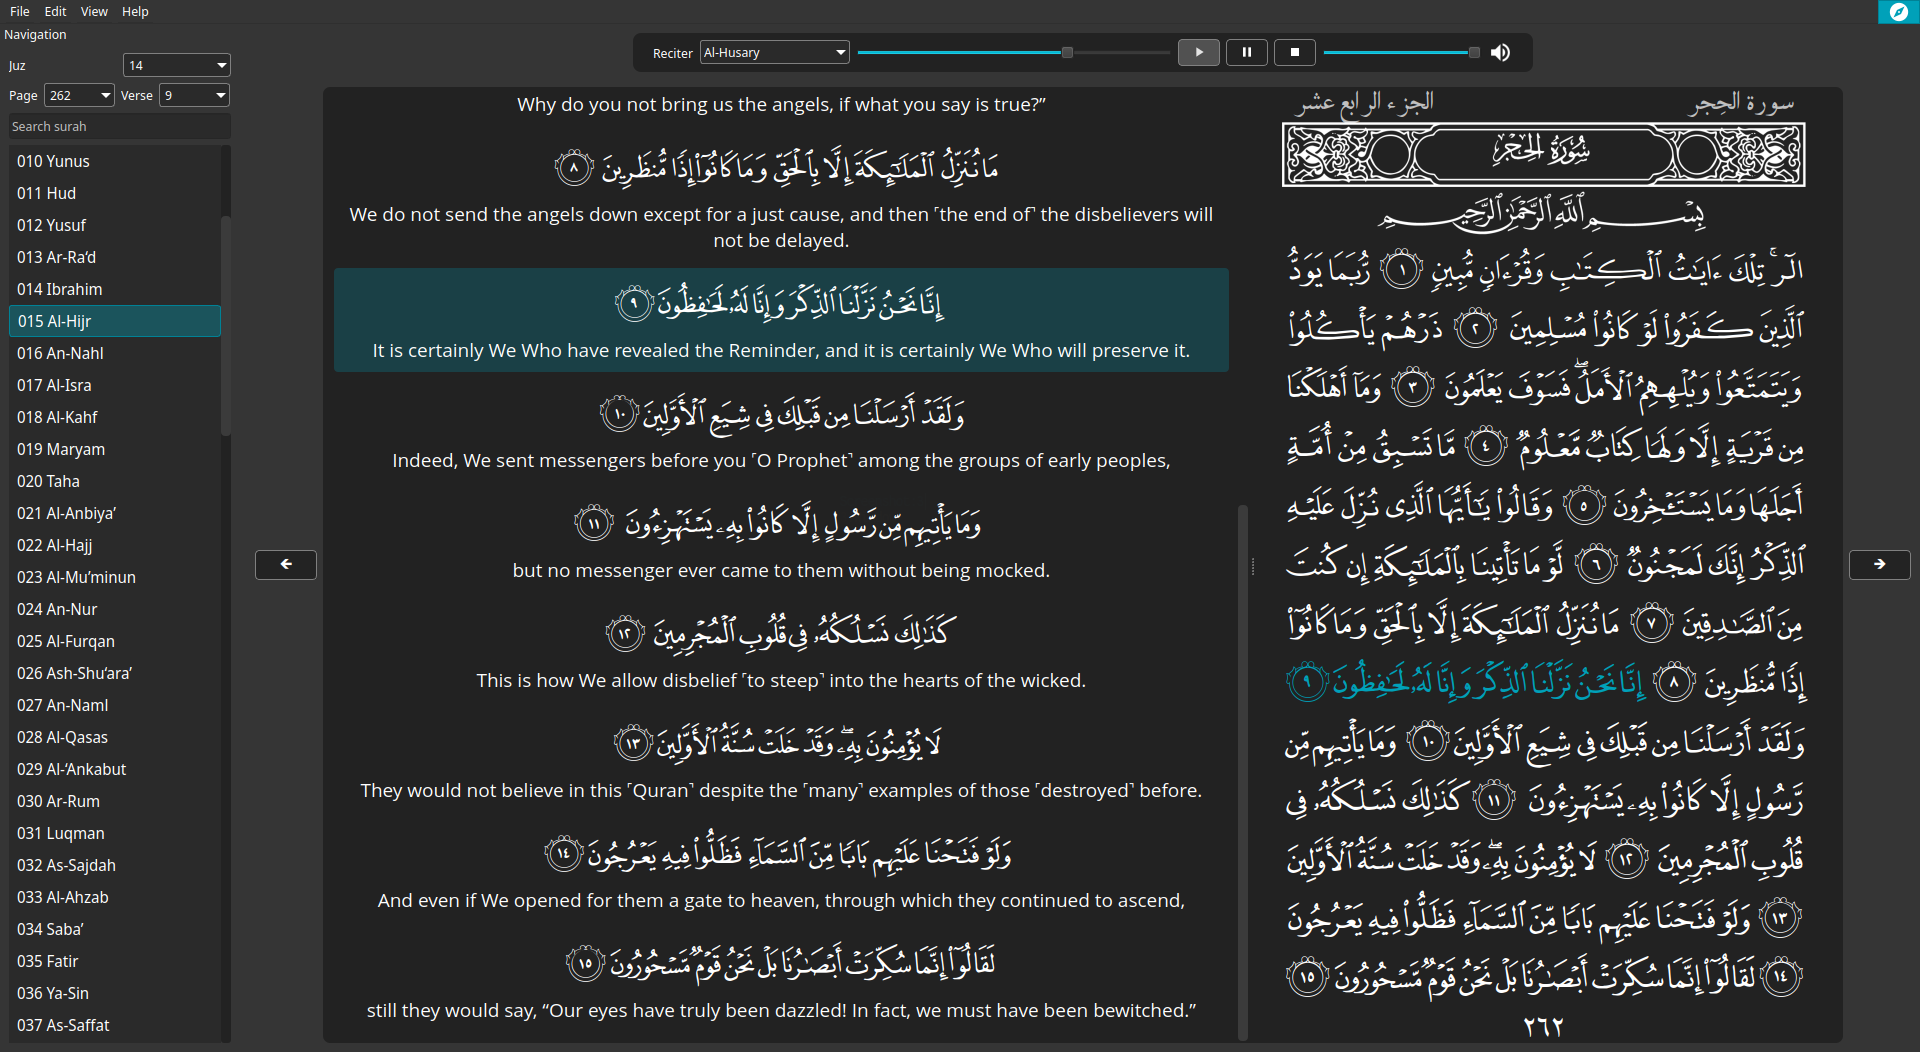 File Edit View Help
Navigation
Juz 14
Page 262 Verse 9
Search surah
010 Yunus
011 Hud
012 Yusuf
013 Ar-Ra‘d
014 Ibrahim
015 Al-Hijr
016 An-Nahl
017 Al-Isra
018 Al-Kahf
019 Maryam
020 Taha
021 Al-Anbiya’
022 Al-Hajj
023 Al-Mu’minun
024 An-Nur
025 Al-Furqan
026 Ash-Shu‘ara’
027 An-Naml
028 Al-Qasas
029 Al-‘Ankabut
030 Ar-Rum
031 Luqman
032 As-Sajdah
033 Al-Ahzab
034 Saba’
035 Fatir
036 Ya-Sin
037 As-Saffat
Reciter Al-Husary
Why do you not bring us the angels, if what you say is true?”
مَا نُنَزِّلُ ٱلْمَلَـٰٓئِكَةَ إِلَّا بِٱلْحَقِّ وَمَا كَانُوٓا۟ إِذًا مُّنظَرِينَ ٨
We do not send the angels down except for a just cause, and then ˹the end of˺ the disbelievers will
not be delayed.
إِنَّا نَحْنُ نَزَّلْنَا ٱلذِّكْرَ وَإِنَّا لَهُۥ لَحَـٰفِظُونَ ٩
It is certainly We Who have revealed the Reminder, and it is certainly We Who will preserve it.
وَلَقَدْ أَرْسَلْنَا مِن قَبْلِكَ فِى شِيَعِ ٱلْأَوَّلِينَ ١٠
Indeed, We sent messengers before you ˹O Prophet˺ among the groups of early peoples,
وَمَا يَأْتِيهِم مِّن رَّسُولٍ إِلَّا كَانُوا۟ بِهِۦ يَسْتَهْزِءُونَ ١١
but no messenger ever came to them without being mocked.
كَذَٰلِكَ نَسْلُكُهُۥ فِى قُلُوبِ ٱلْمُجْرِمِينَ ١٢
This is how We allow disbelief ˹to steep˺ into the hearts of the wicked.
لَا يُؤْمِنُونَ بِهِۦ ۖ وَقَدْ خَلَتْ سُنَّةُ ٱلْأَوَّلِينَ ١٣
They would not believe in this ˹Quran˺ despite the ˹many˺ examples of those ˹destroyed˺ before.
وَلَوْ فَتَحْنَا عَلَيْهِم بَابًا مِّنَ ٱلسَّمَآءِ فَظَلُّوا۟ فِيهِ يَعْرُجُونَ ١٤
And even if We opened for them a gate to heaven, through which they continued to ascend,
لَقَالُوٓا۟ إِنَّمَا سُكِّرَتْ أَبْصَـٰرُنَا بَلْ نَحْنُ قَوْمٌ مَّسْحُورُونَ ١٥
still they would say, “Our eyes have truly been dazzled! In fact, we must have been bewitched.”
سورة الحِجر الجزء الرابع عشر
سُورَةُ الحِجْرِ
بِسْمِ ٱللَّهِ ٱلرَّحْمَـٰنِ ٱلرَّحِيمِ
الٓر ۚ تِلْكَ ءَايَـٰتُ ٱلْكِتَـٰبِ وَقُرْءَانٍ مُّبِينٍ ١ رُّبَمَا يَوَدُّ
ٱلَّذِينَ كَفَرُوا۟ لَوْ كَانُوا۟ مُسْلِمِينَ ٢ ذَرْهُمْ يَأْكُلُوا۟
وَيَتَمَتَّعُوا۟ وَيُلْهِهِمُ ٱلْأَمَلُ ۖ فَسَوْفَ يَعْلَمُونَ ٣ وَمَآ أَهْلَكْنَا
مِن قَرْيَةٍ إِلَّا وَلَهَا كِتَابٌ مَّعْلُومٌ ٤ مَّا تَسْبِقُ مِنْ أُمَّةٍ
أَجَلَهَا وَمَا يَسْتَـْٔخِرُونَ ٥ وَقَالُوا۟ يَـٰٓأَيُّهَا ٱلَّذِى نُزِّلَ عَلَيْهِ
ٱلذِّكْرُ إِنَّكَ لَمَجْنُونٌ ٦ لَّوْ مَا تَأْتِينَا بِٱلْمَلَـٰٓئِكَةِ إِن كُنتَ
مِنَ ٱلصَّـٰدِقِينَ ٧ مَا نُنَزِّلُ ٱلْمَلَـٰٓئِكَةَ إِلَّا بِٱلْحَقِّ وَمَا كَانُوٓا۟
إِذًا مُّنظَرِينَ ٨ إِنَّا نَحْنُ نَزَّلْنَا ٱلذِّكْرَ وَإِنَّا لَهُۥ لَحَـٰفِظُونَ ٩
وَلَقَدْ أَرْسَلْنَا مِن قَبْلِكَ فِى شِيَعِ ٱلْأَوَّلِينَ ١٠ وَمَا يَأْتِيهِم مِّن
رَّسُولٍ إِلَّا كَانُوا۟ بِهِۦ يَسْتَهْزِءُونَ ١١ كَذَٰلِكَ نَسْلُكُهُۥ فِى
قُلُوبِ ٱلْمُجْرِمِينَ ١٢ لَا يُؤْمِنُونَ بِهِۦ ۖ وَقَدْ خَلَتْ سُنَّةُ ٱلْأَوَّلِينَ
١٣ وَلَوْ فَتَحْنَا عَلَيْهِم بَابًا مِّنَ ٱلسَّمَآءِ فَظَلُّوا۟ فِيهِ يَعْرُجُونَ
١٤ لَقَالُوٓا۟ إِنَّمَا سُكِّرَتْ أَبْصَـٰرُنَا بَلْ نَحْنُ قَوْمٌ مَّسْحُورُونَ ١٥
٢٦٢